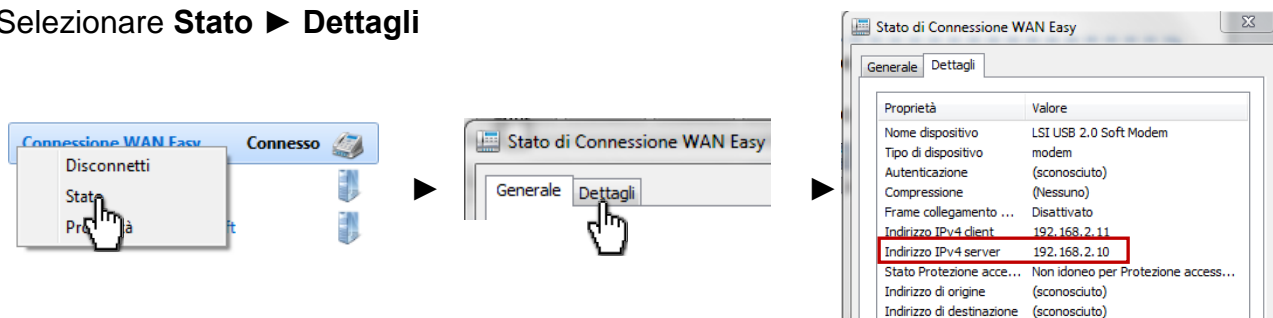 Selezionare Stato ► Dettagli
Connessione WAN Easy Connesso
Disconnetti
Stato
ft
►
Stato di Connessione WAN Easy
Generale Dettagli
►
Stato di Connessione WAN Easy
Generale Dettagli
Proprietà Valore
Nome dispositivo LSI USB 2.0 Soft Modem
Tipo di dispositivo modem
Autenticazione (sconosciuto)
Compressione (Nessuno)
Frame collegamento ... Disattivato
Indirizzo IPv4 client 192.168.2.11
Indirizzo IPv4 server 192.168.2.10
Stato Protezione acce... Non idoneo per Protezione access...
Indirizzo di origine (sconosciuto)
Indirizzo di destinazione (sconosciuto)